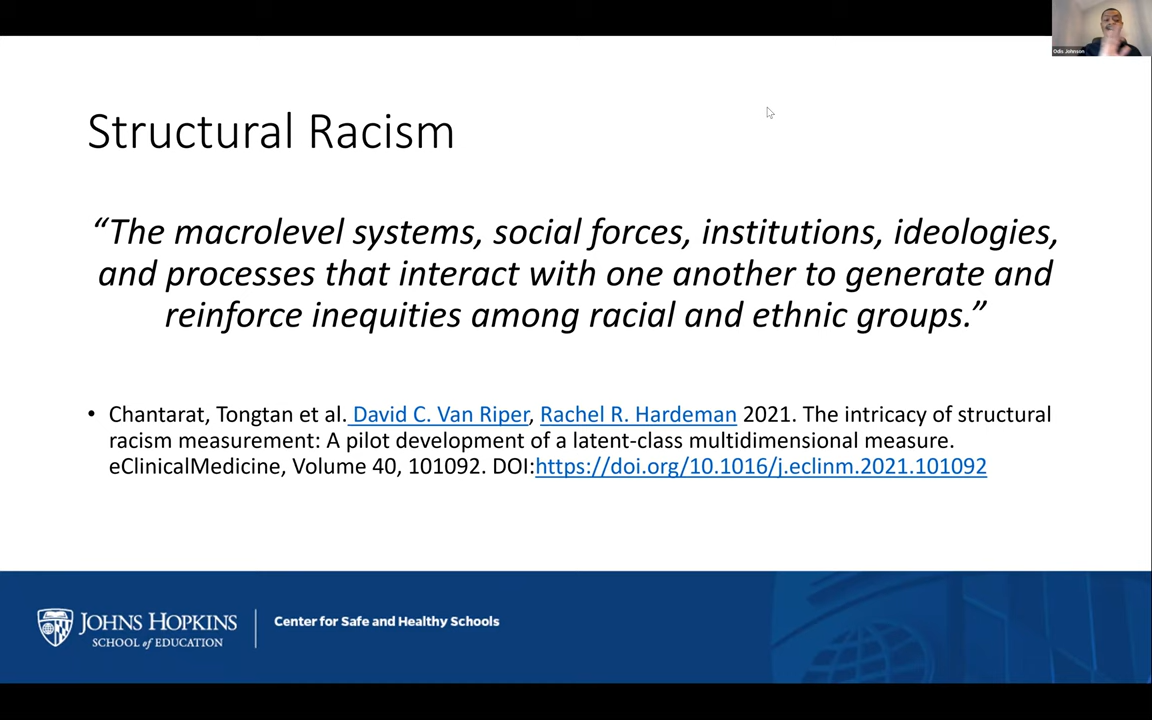 Odis Johnson
Structural Racism
“The macrolevel systems, social forces, institutions, ideologies,
and processes that interact with one another to generate and
reinforce inequities among racial and ethnic groups.”
• Chantarat, Tongtan et al. David C. Van Riper, Rachel R. Hardeman 2021. The intricacy of structural
racism measurement: A pilot development of a latent-class multidimensional measure.
eClinicalMedicine, Volume 40, 101092. DOI:https://doi.org/10.1016/j.eclinm.2021.101092
JOHNS HOPKINS
SCHOOL of EDUCATION
Center for Safe and Healthy Schools